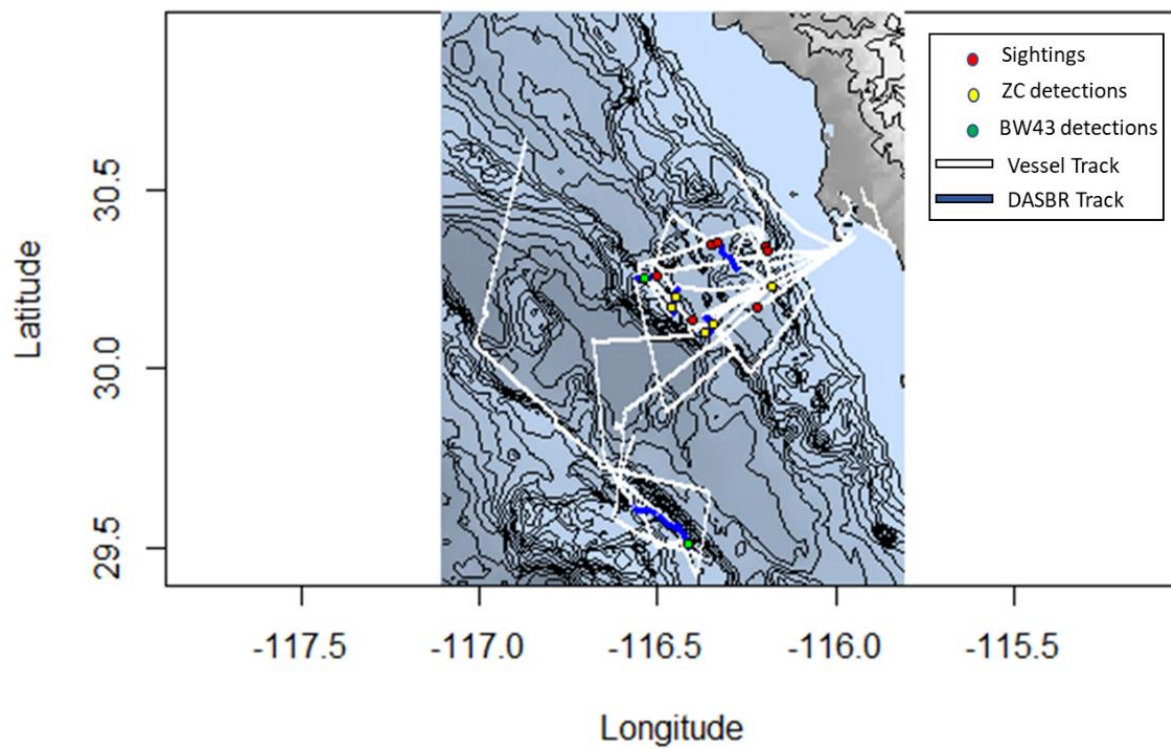 Sightings
ZC detections
BW43 detections
Vessel Track
DASBR Track
Latitude
30.5
30.0
29.5
-117.5 -117.0 -116.5 -116.0 -115.5
Longitude